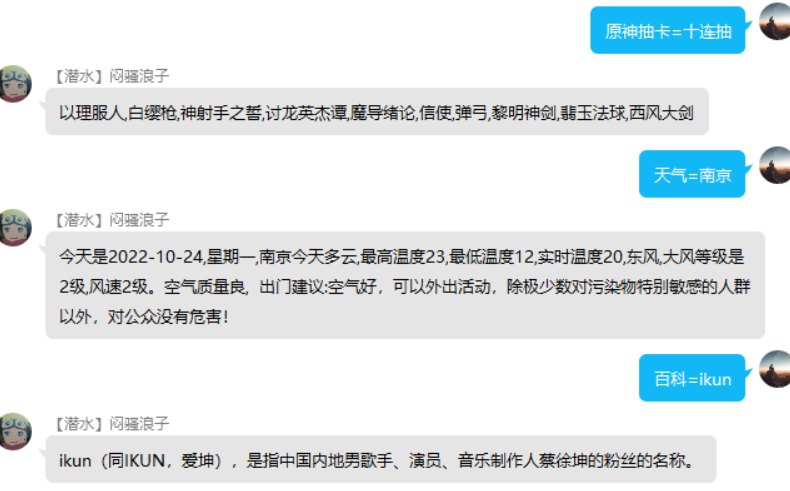 原神抽卡=十连抽
【潜水】闷骚浪子
以理服人,白缨枪,神射手之誓,讨龙英杰谭,魔导绪论,信使,弹弓,黎明神剑,翡玉法球,西风大剑
天气=南京
【潜水】闷骚浪子
今天是2022-10-24,星期一,南京今天多云,最高温度23,最低温度12,实时温度20,东风,大风等级是
2级,风速2级。空气质量良, 出门建议:空气好，可以外出活动，除极少数对污染物特别敏感的人群
以外，对公众没有危害!
百科=ikun
【潜水】闷骚浪子
ikun（同IKUN，爱坤）, 是指中国内地男歌手、演员、音乐制作人蔡徐坤的粉丝的名称。